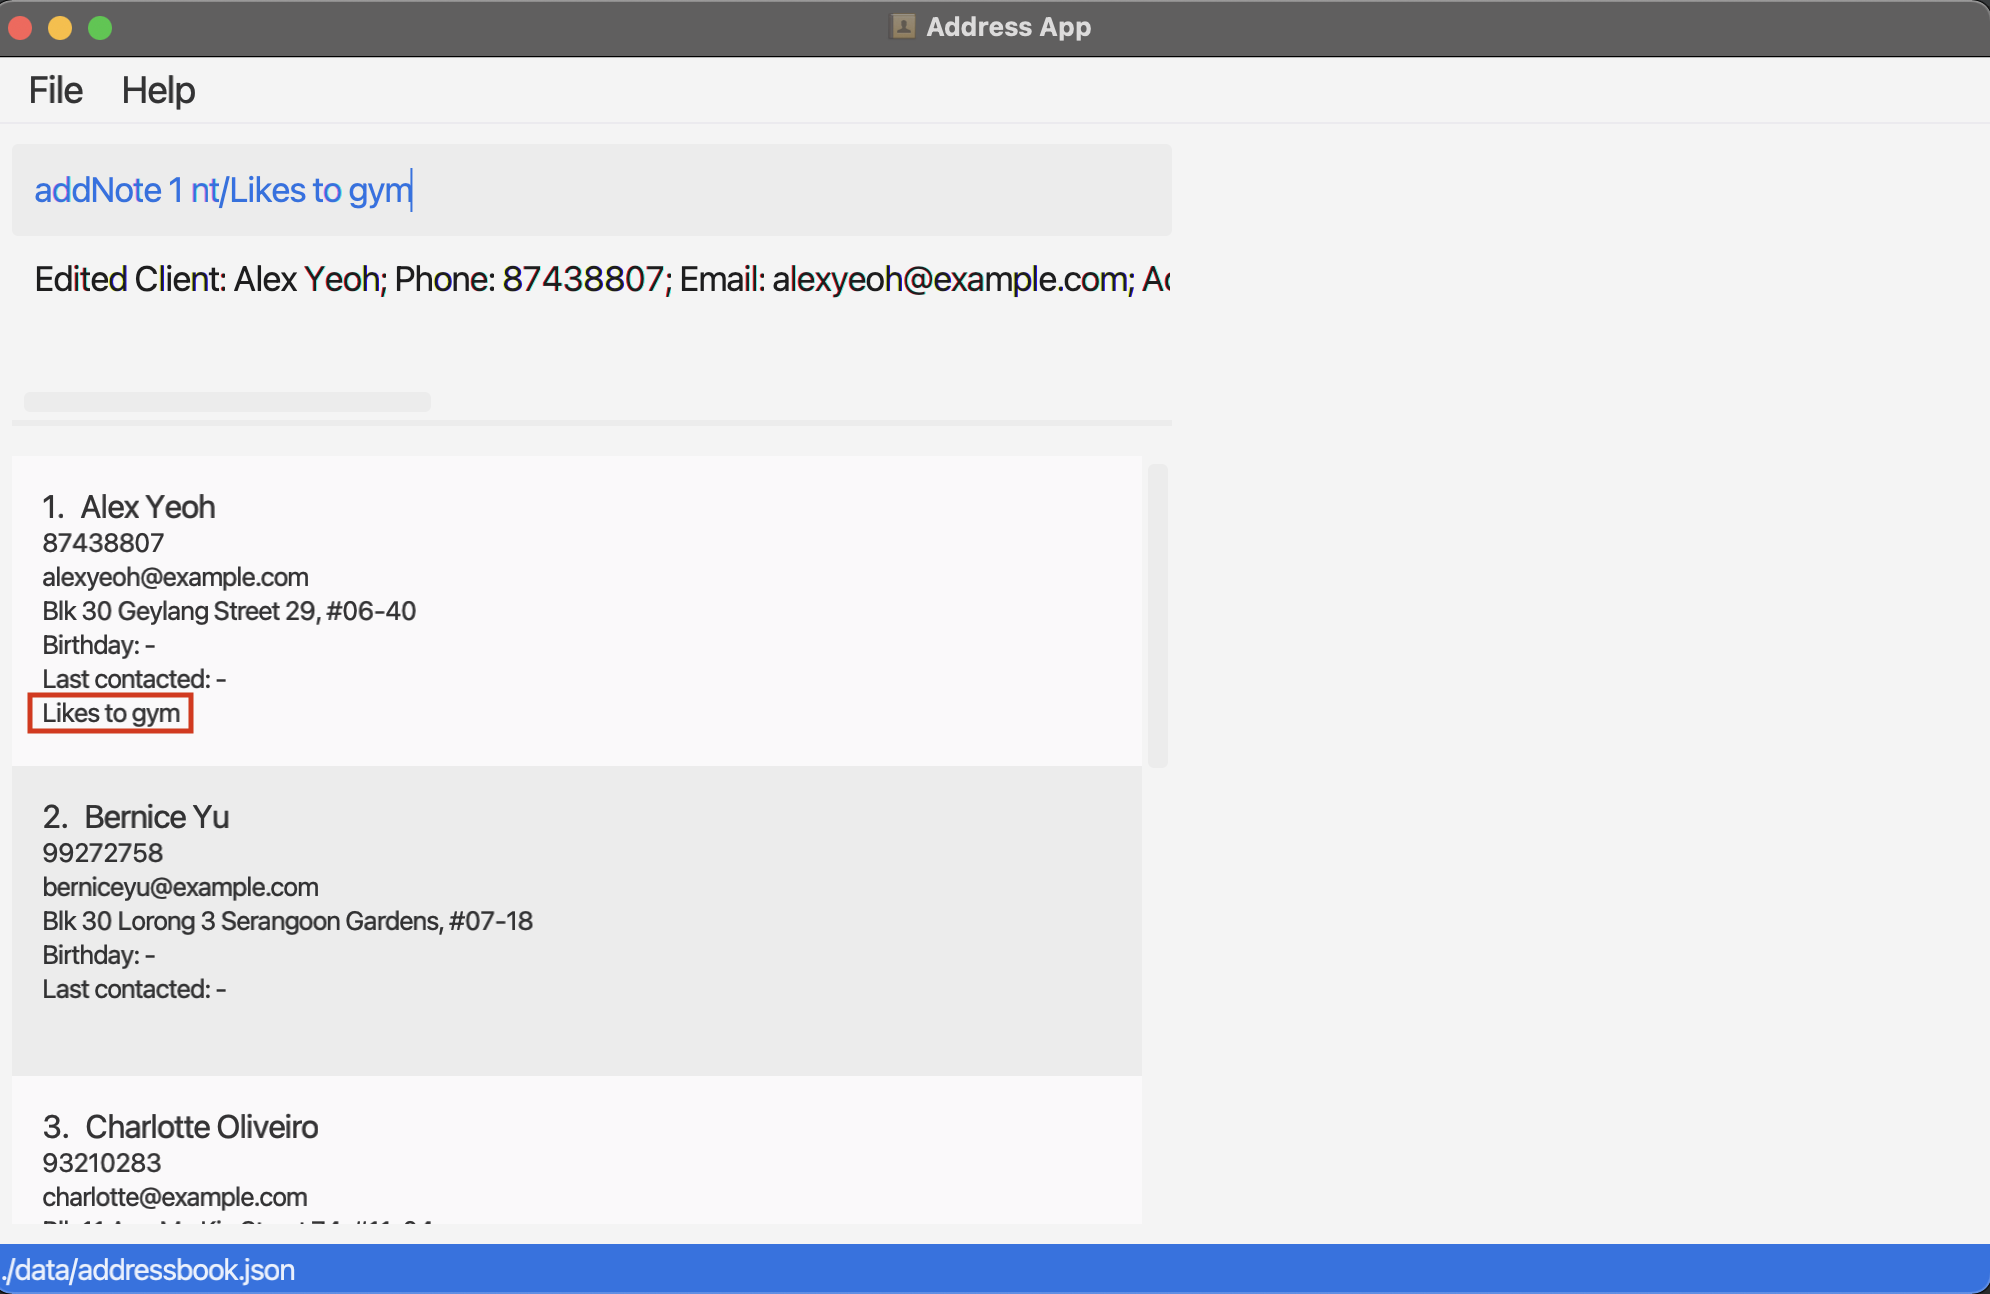 Address App
File Help
addNote 1 nt/Likes to gym
Edited Client: Alex Yeoh; Phone: 87438807; Email: alexyeoh@example.com;
1. Alex Yeoh
87438807
alexyeoh@example.com
Blk 30 Geylang Street 29, #06-40
Birthday: -
Last contacted: -
Likes to gym
2. Bernice Yu
99272758
berniceyu@example.com
Blk 30 Lorong 3 Serangoon Gardens, #07-18
Birthday: -
Last contacted: -
3. Charlotte Oliveiro
93210283
charlotte@example.com
./data/addressbook.json